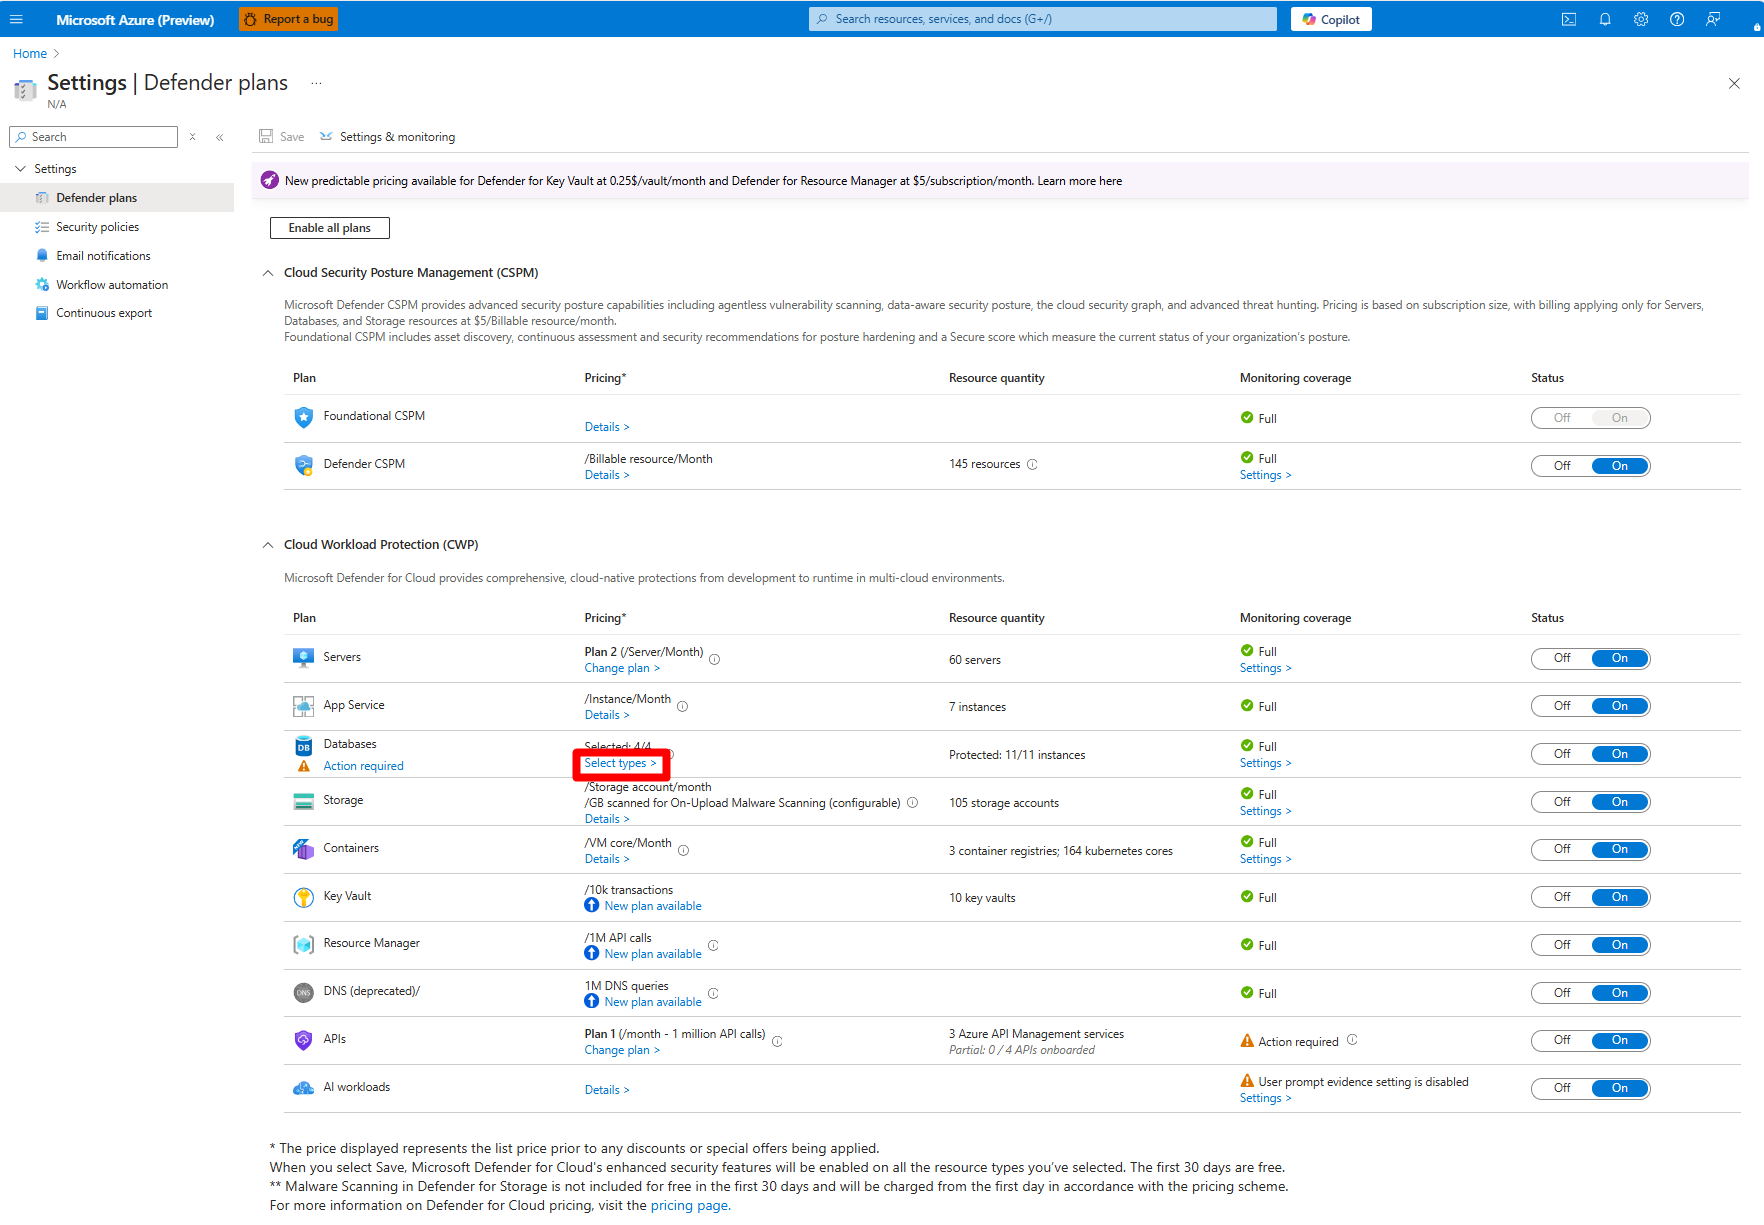 Microsoft Azure (Preview)
Report a bug
Search resources, services, and docs (G+/)
Copilot
Home
Settings | Defender plans
...
N/A
Search
Save
Settings & monitoring
Settings
Defender plans
Security policies
Email notifications
Workflow automation
Continuous export
New predictable pricing available for Defender for Key Vault at 0.25$/vault/month and Defender for Resource Manager at $5/subscription/month. Learn more here
Enable all plans
Cloud Security Posture Management (CSPM)
Microsoft Defender CSPM provides advanced security posture capabilities including agentless vulnerability scanning, data-aware security posture, the cloud security graph, and advanced threat hunting. Pricing is based on subscription size, with billing applying only for Servers,
Databases, and Storage resources at $5/Billable resource/month.
Foundational CSPM includes asset discovery, continuous assessment and security recommendations for posture hardening and a Secure score which measure the current status of your organization's posture.
Plan Pricing* Resource quantity Monitoring coverage Status
Foundational CSPM
Details >
Full
Off On
Defender CSPM
/Billable resource/Month
Details >
145 resources
Full
Settings >
Off On
Cloud Workload Protection (CWP)
Microsoft Defender for Cloud provides comprehensive, cloud-native protections from development to runtime in multi-cloud environments.
Plan Pricing* Resource quantity Monitoring coverage Status
Servers
Plan 2 (/Server/Month)
Change plan >
60 servers
Full
Settings >
Off On
App Service
/Instance/Month
Details >
7 instances
Full
Off On
DB
Databases
Action required
Selected: 4/4
Select types >
Protected: 11/11 instances
Full
Settings >
Off On
Storage
/Storage account/month
/GB scanned for On-Upload Malware Scanning (configurable)
Details >
105 storage accounts
Full
Settings >
Off On
Containers
/VM core/Month
Details >
3 container registries; 164 kubernetes cores
Full
Settings >
Off On
Key Vault
/10k transactions
New plan available
10 key vaults
Full
Off On
Resource Manager
/1M API calls
New plan available
Full
Off On
DNS
DNS (deprecated)/
1M DNS queries
New plan available
Full
Off On
APIs
Plan 1 (/month - 1 million API calls)
Change plan >
3 Azure API Management services
Partial: 0 / 4 APIs onboarded
Action required
Off On
AI workloads
Details >
User prompt evidence setting is disabled
Settings >
Off On
* The price displayed represents the list price prior to any discounts or special offers being applied.
When you select Save, Microsoft Defender for Cloud's enhanced security features will be enabled on all the resource types you've selected. The first 30 days are free.
** Malware Scanning in Defender for Storage is not included for free in the first 30 days and will be charged from the first day in accordance with the pricing scheme.
For more information on Defender for Cloud pricing, visit the pricing page.